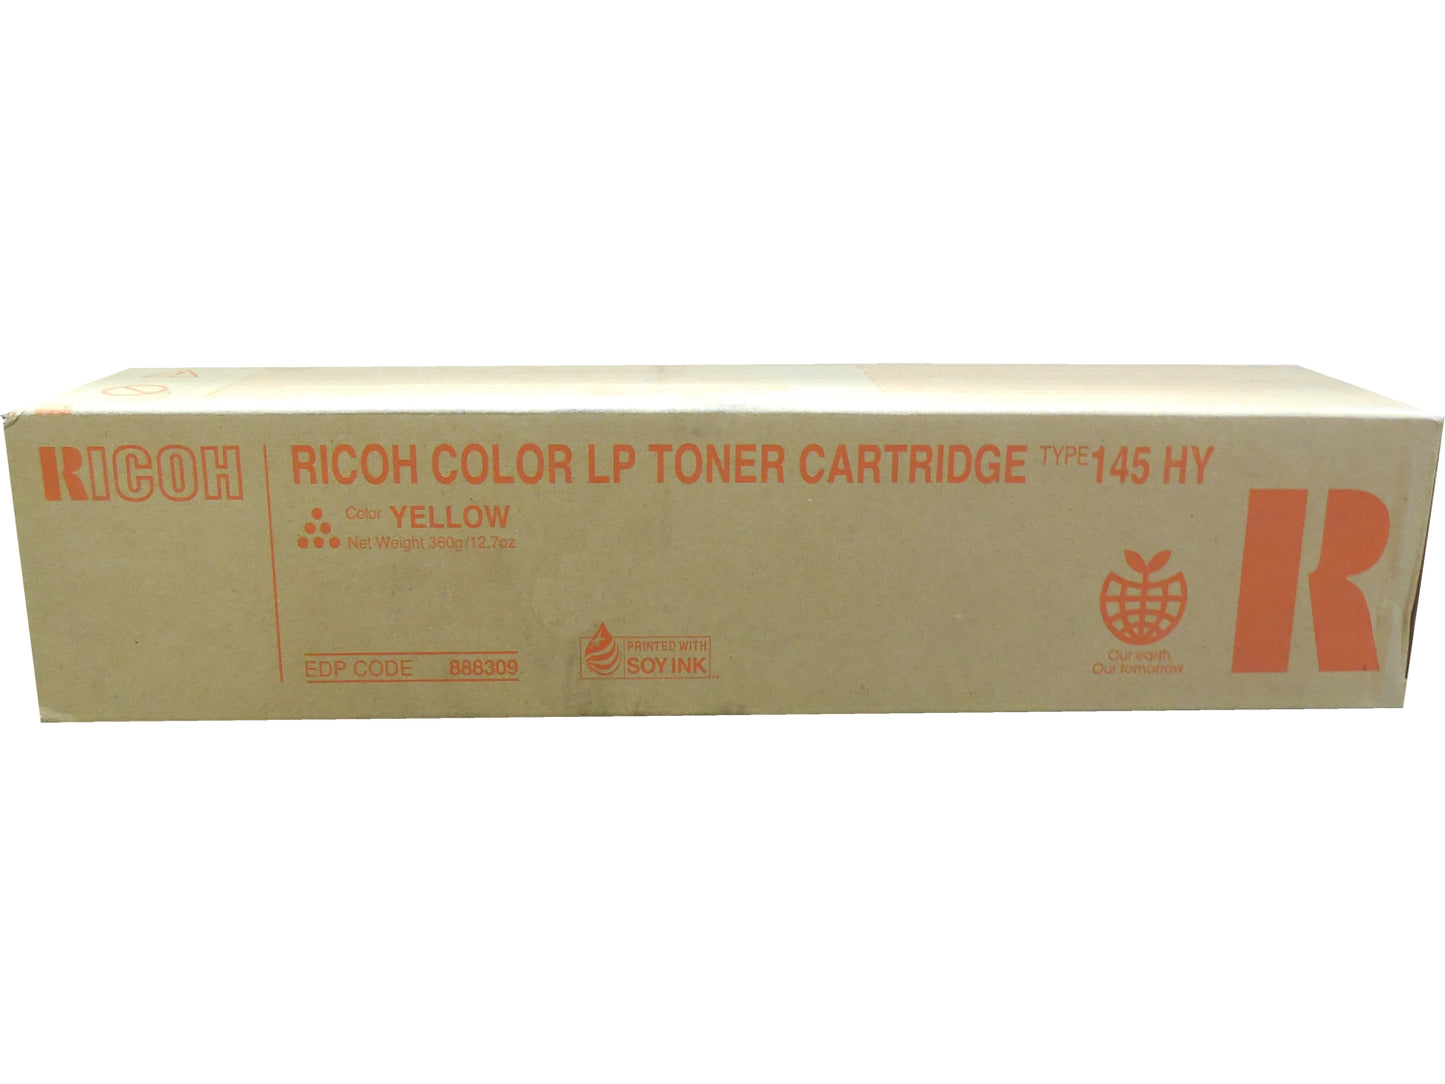 RICOH
RICOH COLOR LP TONER CARTRIDGE TYPE 145 HY
Color YELLOW
Net Weight 360g/12.7oz
EDP CODE 888309
PRINTED WITH
SOY INK™
Our earth,
Our tomorrow
R